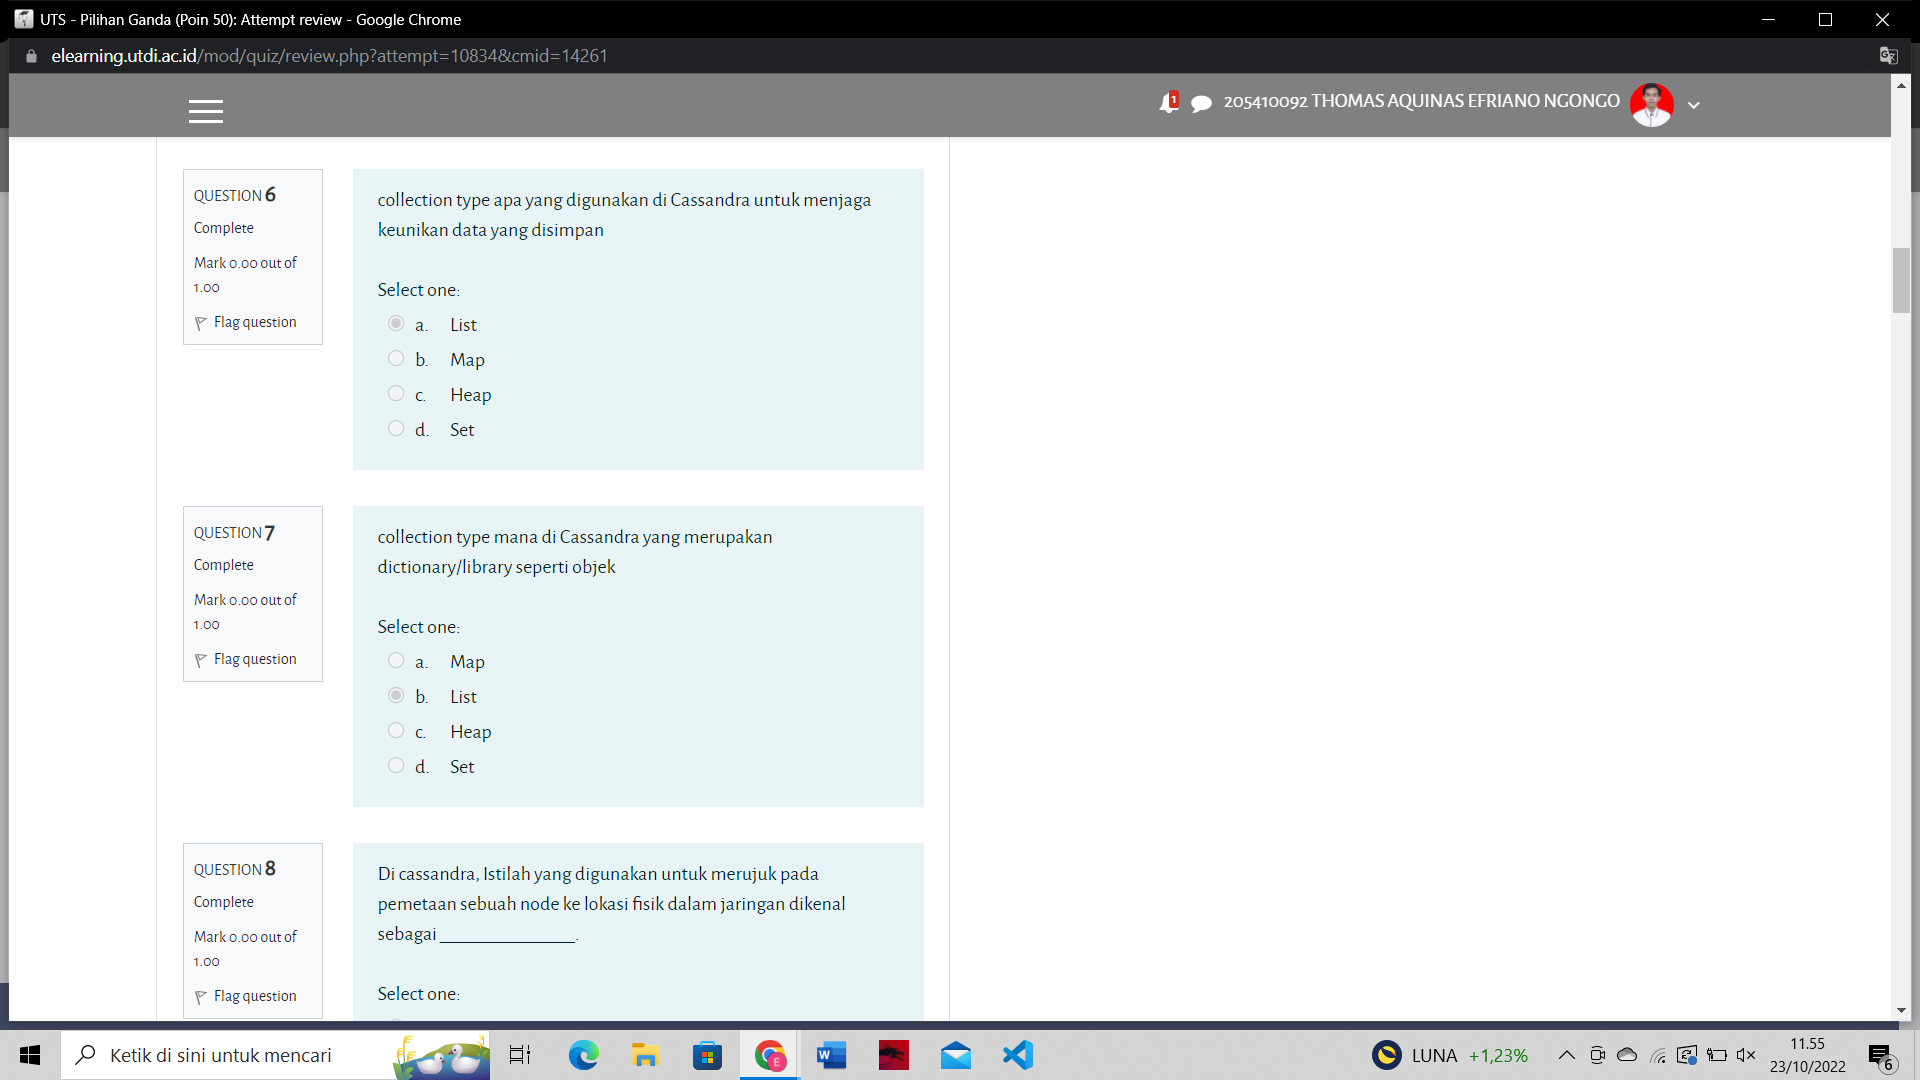 UTS - Pilihan Ganda (Poin 50): Attempt review - Google Chrome
elearning.utdi.ac.id/mod/quiz/review.php?attempt=10834&cmid=14261
1
205410092 THOMAS AQUINAS EFRIANO NGONGO
QUESTION 6
Complete
Mark 0.00 out of
1.00
Flag question
collection type apa yang digunakan di Cassandra untuk menjaga
keunikan data yang disimpan
Select one:
a. List
b. Map
c. Heap
d. Set
QUESTION 7
Complete
Mark 0.00 out of
1.00
Flag question
collection type mana di Cassandra yang merupakan
dictionary/library seperti objek
Select one:
a. Map
b. List
c. Heap
d. Set
QUESTION 8
Complete
Mark 0.00 out of
1.00
Flag question
Di cassandra, Istilah yang digunakan untuk merujuk pada
pemetaan sebuah node ke lokasi fisik dalam jaringan dikenal
sebagai _______________.
Select one:
Ketik di sini untuk mencari
E
W
LUNA +1,23%
11.55
23/10/2022
6